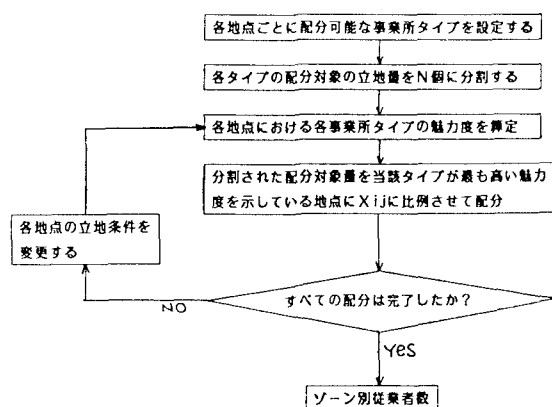 各地点ごとに配分可能な事業所タイプを設定する
各タイプの配分対象の立地量をN個に分割する
各地点における各事業所タイプの魅力度を算定
分割された配分対象量を当該タイプが最も高い魅力
度を示している地点にXijに比例させて配分
各地点の立地条件を
変更する
すべての配分は完了したか？
NO
YES
ゾーン別従業者数